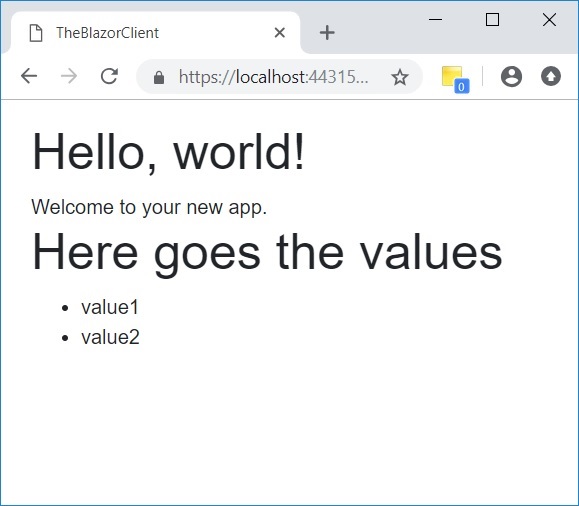 TheBlazorClient
https://localhost:44315...
0
Hello, world!
Welcome to your new app.
Here goes the values
• value1
• value2